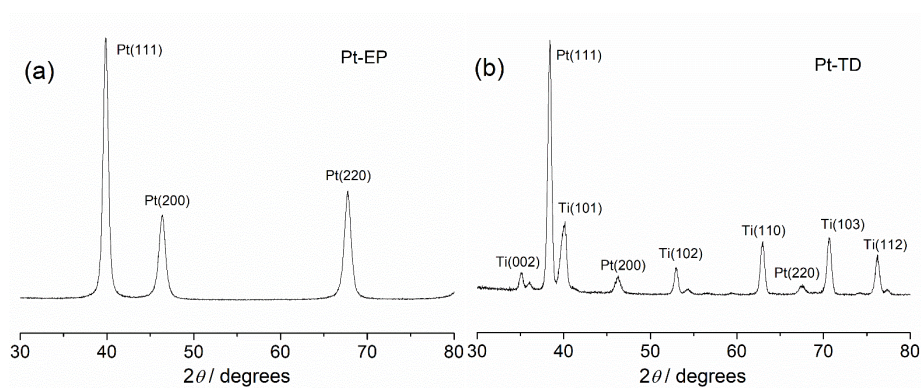 (a)
Pt-EP
Pt(111)
Pt(200)
Pt(220)
30 40 50 60 70 80
2θ / degrees
(b)
Pt-TD
Pt(111)
Ti(002)
Ti(101)
Pt(200)
Ti(102)
Ti(110)
Pt(220)
Ti(103)
Ti(112)
30 40 50 60 70 80
2θ / degrees